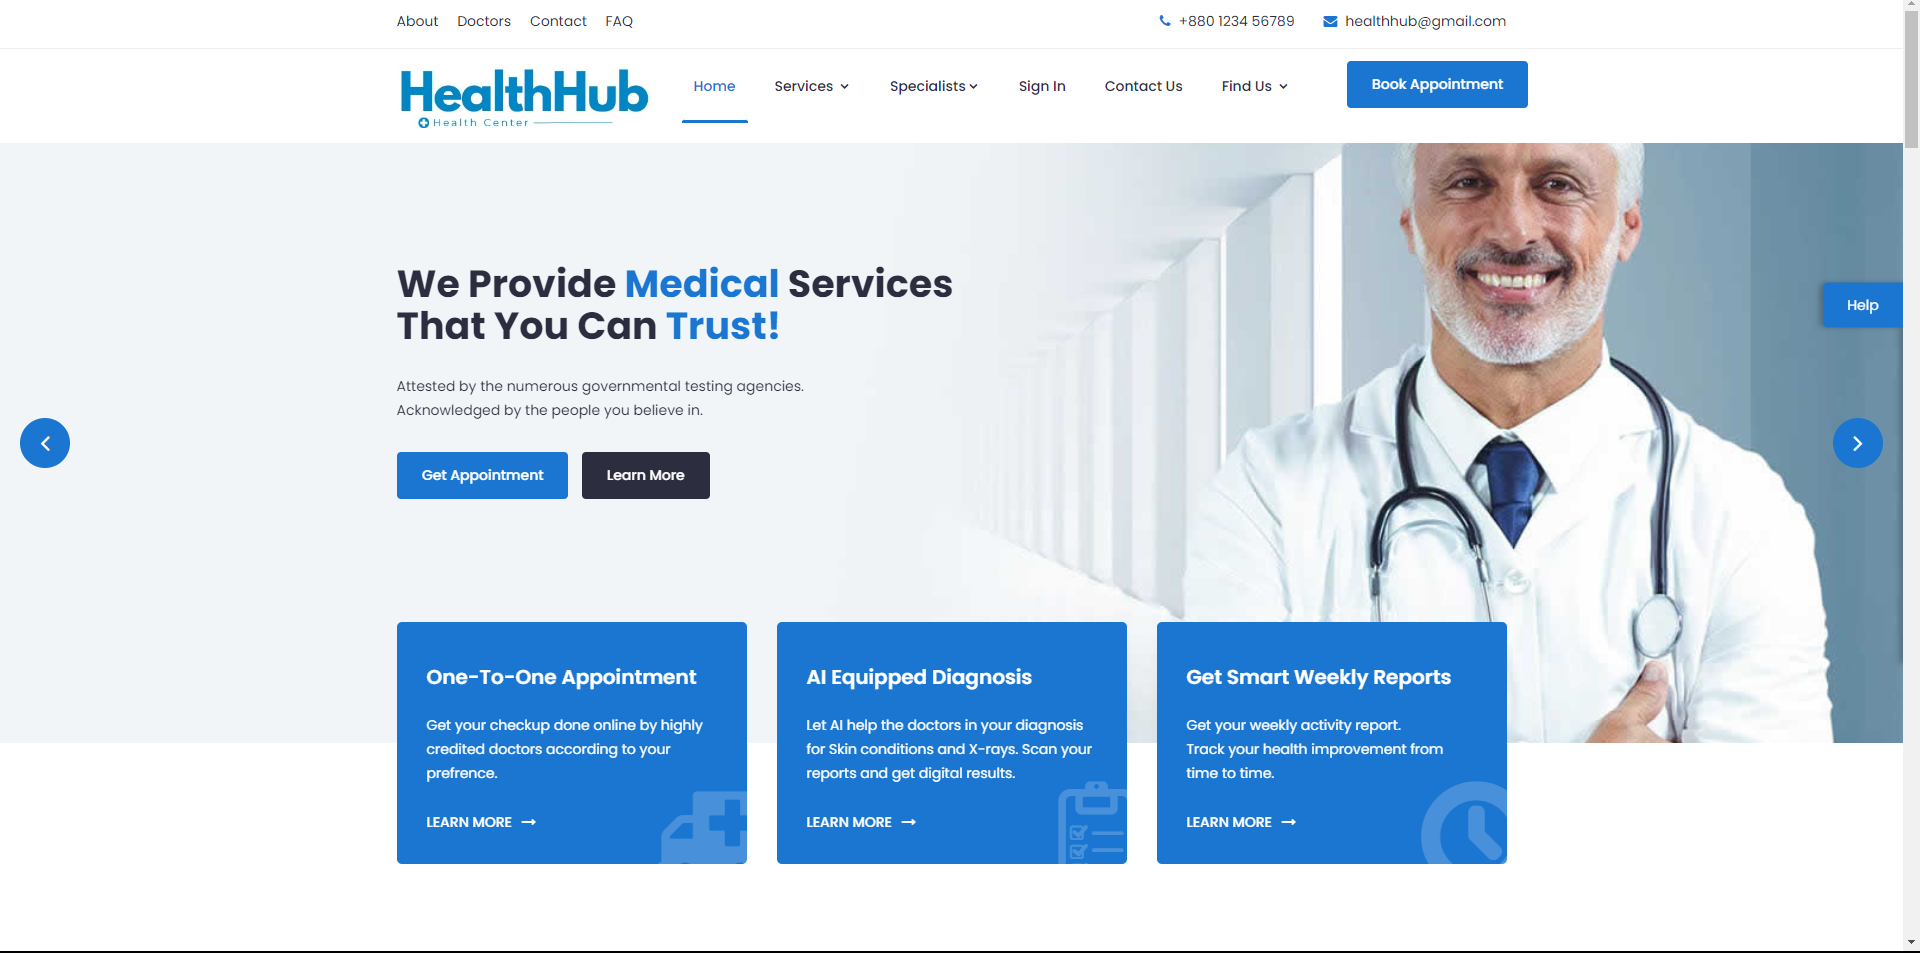 About Doctors Contact FAQ
+880 1234 56789 healthhub@gmail.com
HealthHub
Health Center
Home Services Specialists Sign In Contact Us Find Us
Book Appointment
We Provide Medical Services
That You Can Trust!
Help
Attested by the numerous governmental testing agencies.
Acknowledged by the people you believe in.
Get Appointment Learn More
One-To-One Appointment
Get your checkup done online by highly
credited doctors according to your
prefrence.
LEARN MORE
AI Equipped Diagnosis
Let AI help the doctors in your diagnosis
for Skin conditions and X-rays. Scan your
reports and get digital results.
LEARN MORE
Get Smart Weekly Reports
Get your weekly activity report.
Track your health improvement from
time to time.
LEARN MORE